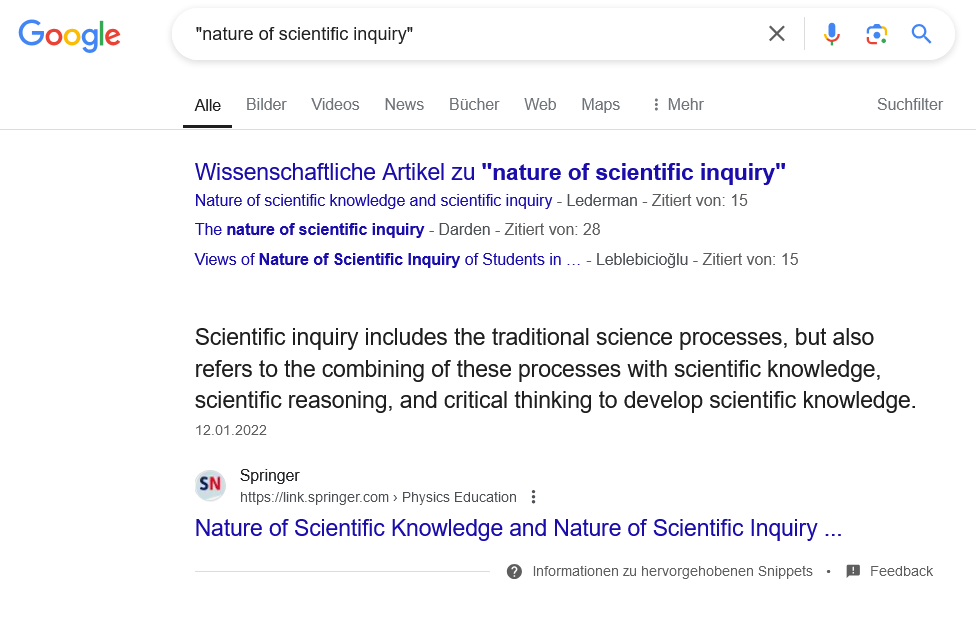 Google
"nature of scientific inquiry"
Alle Bilder Videos News Bücher Web Maps Mehr Suchfilter
Wissenschaftliche Artikel zu "nature of scientific inquiry"
Nature of scientific knowledge and scientific inquiry - Lederman - Zitiert von: 15
The nature of scientific inquiry - Darden - Zitiert von: 28
Views of Nature of Scientific Inquiry of Students in … - Leblebicioğlu - Zitiert von: 15
Scientific inquiry includes the traditional science processes, but also
refers to the combining of these processes with scientific knowledge,
scientific reasoning, and critical thinking to develop scientific knowledge.
12.01.2022
SN
Springer
https://link.springer.com › Physics Education
Nature of Scientific Knowledge and Nature of Scientific Inquiry ...
Informationen zu hervorgehobenen Snippets • Feedback